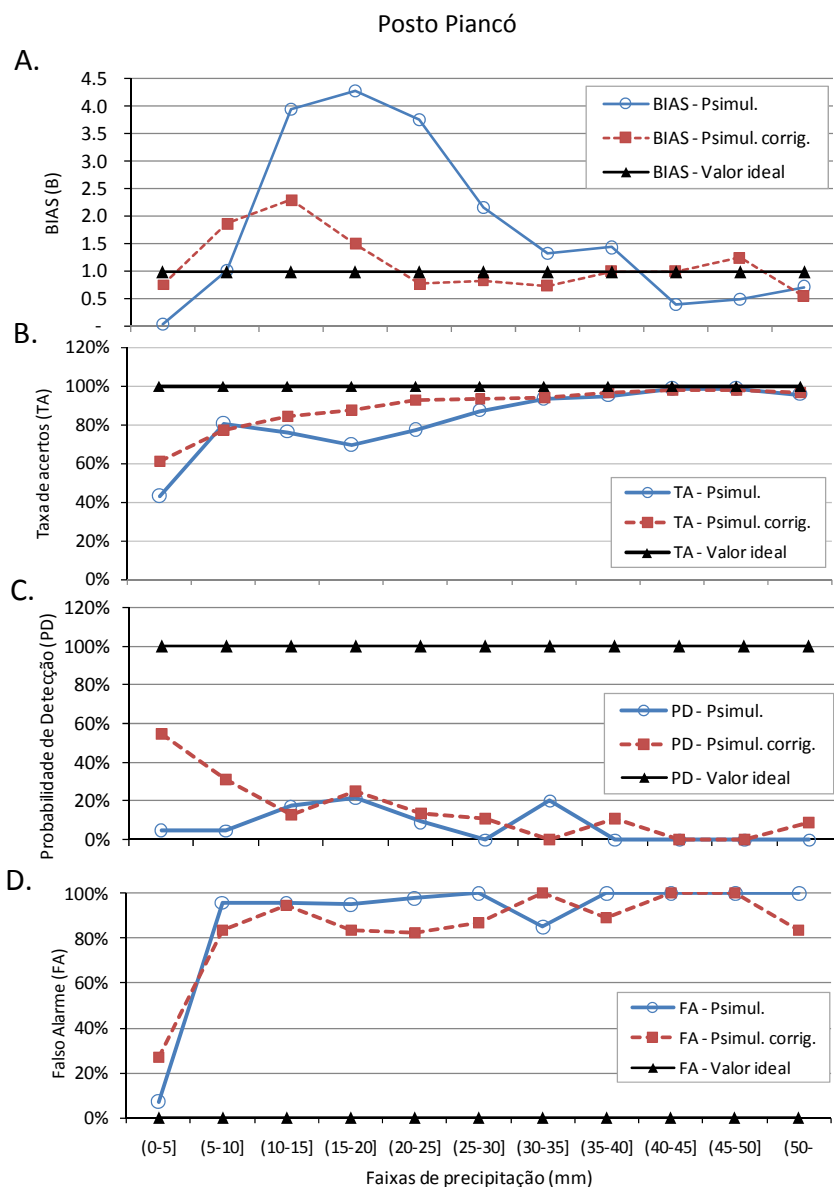 Posto Piancó
A.
BIAS (B)
4.5
4.0
3.5
3.0
2.5
2.0
1.5
1.0
0.5
-
BIAS - Psimul.
BIAS - Psimul. corrig.
BIAS - Valor ideal
B.
Taxa de acertos (TA)
120%
100%
80%
60%
40%
20%
0%
TA - Psimul.
TA - Psimul. corrig.
TA - Valor ideal
C.
Probabilidade de Detecção (PD)
120%
100%
80%
60%
40%
20%
0%
PD - Psimul.
PD - Psimul. corrig.
PD - Valor ideal
D.
Falso Alarme (FA)
100%
80%
60%
40%
20%
0%
FA - Psimul.
FA - Psimul. corrig.
FA - Valor ideal
(0-5] (5-10] (10-15] (15-20] (20-25] (25-30] (30-35] (35-40] (40-45] (45-50] (50-
Faixas de precipitação (mm)